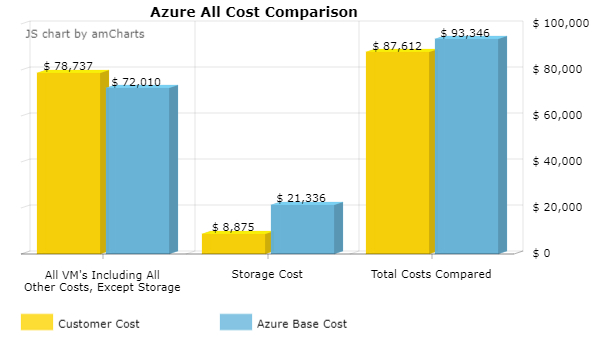 Azure All Cost Comparison
JS chart by amCharts
$ 100,000
$ 80,000
$ 60,000
$ 40,000
$ 20,000
$ 0
$ 78,737
$ 72,010
$ 8,875
$ 21,336
$ 87,612
$ 93,346
All VM's Including All
Other Costs, Except Storage
Storage Cost
Total Costs Compared
Customer Cost
Azure Base Cost